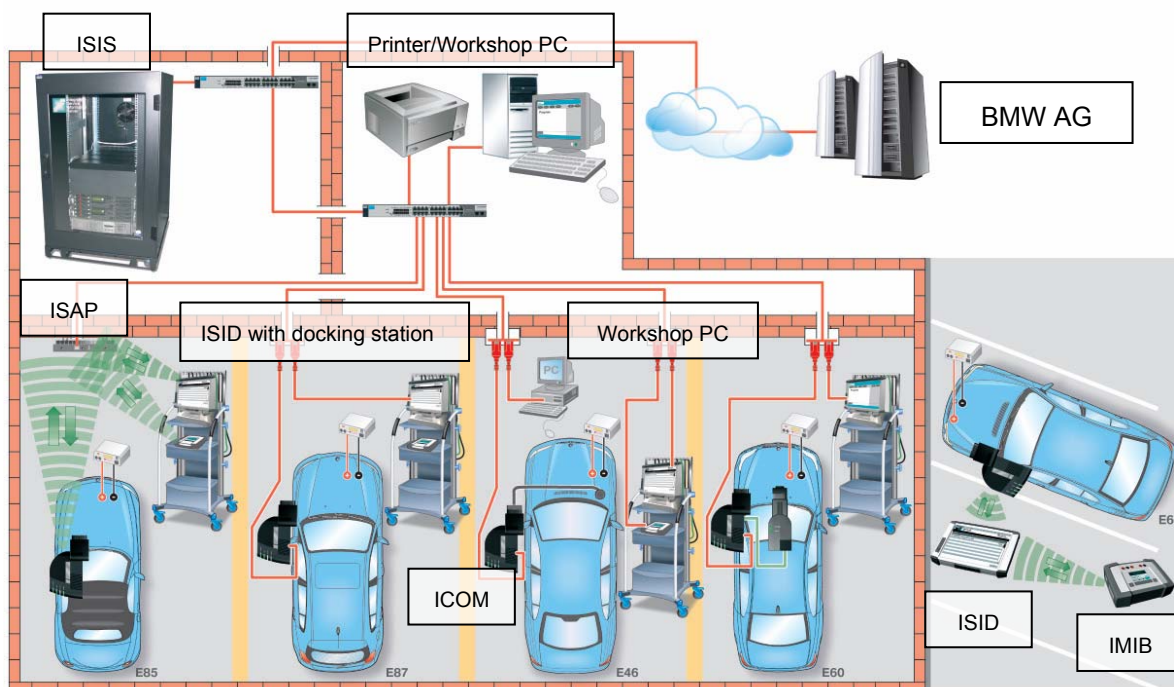 ISIS
Printer/Workshop PC
BMW AG
ISAP
ISID with docking station
Workshop PC
PC
ICOM
ISID
IMIB
E85
E87
E46
E60
E6